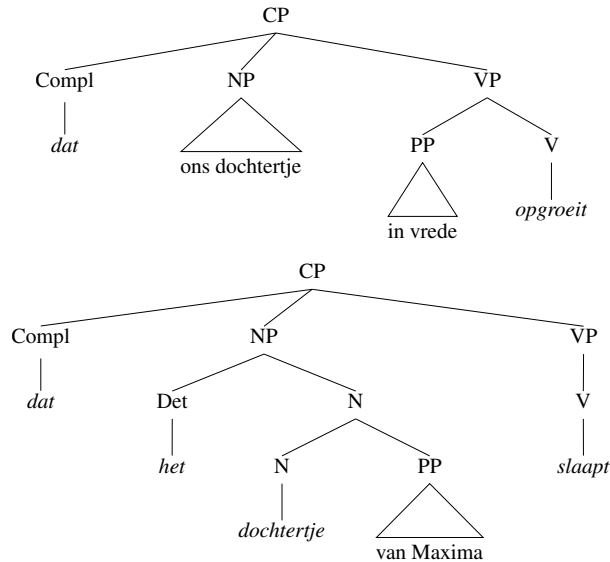 CP
Compl NP VP
dat ons dochtertje PP V
in vrede opgroeit
CP
Compl NP VP
dat Det N V
het N PP slaapt
dochtertje van Maxima